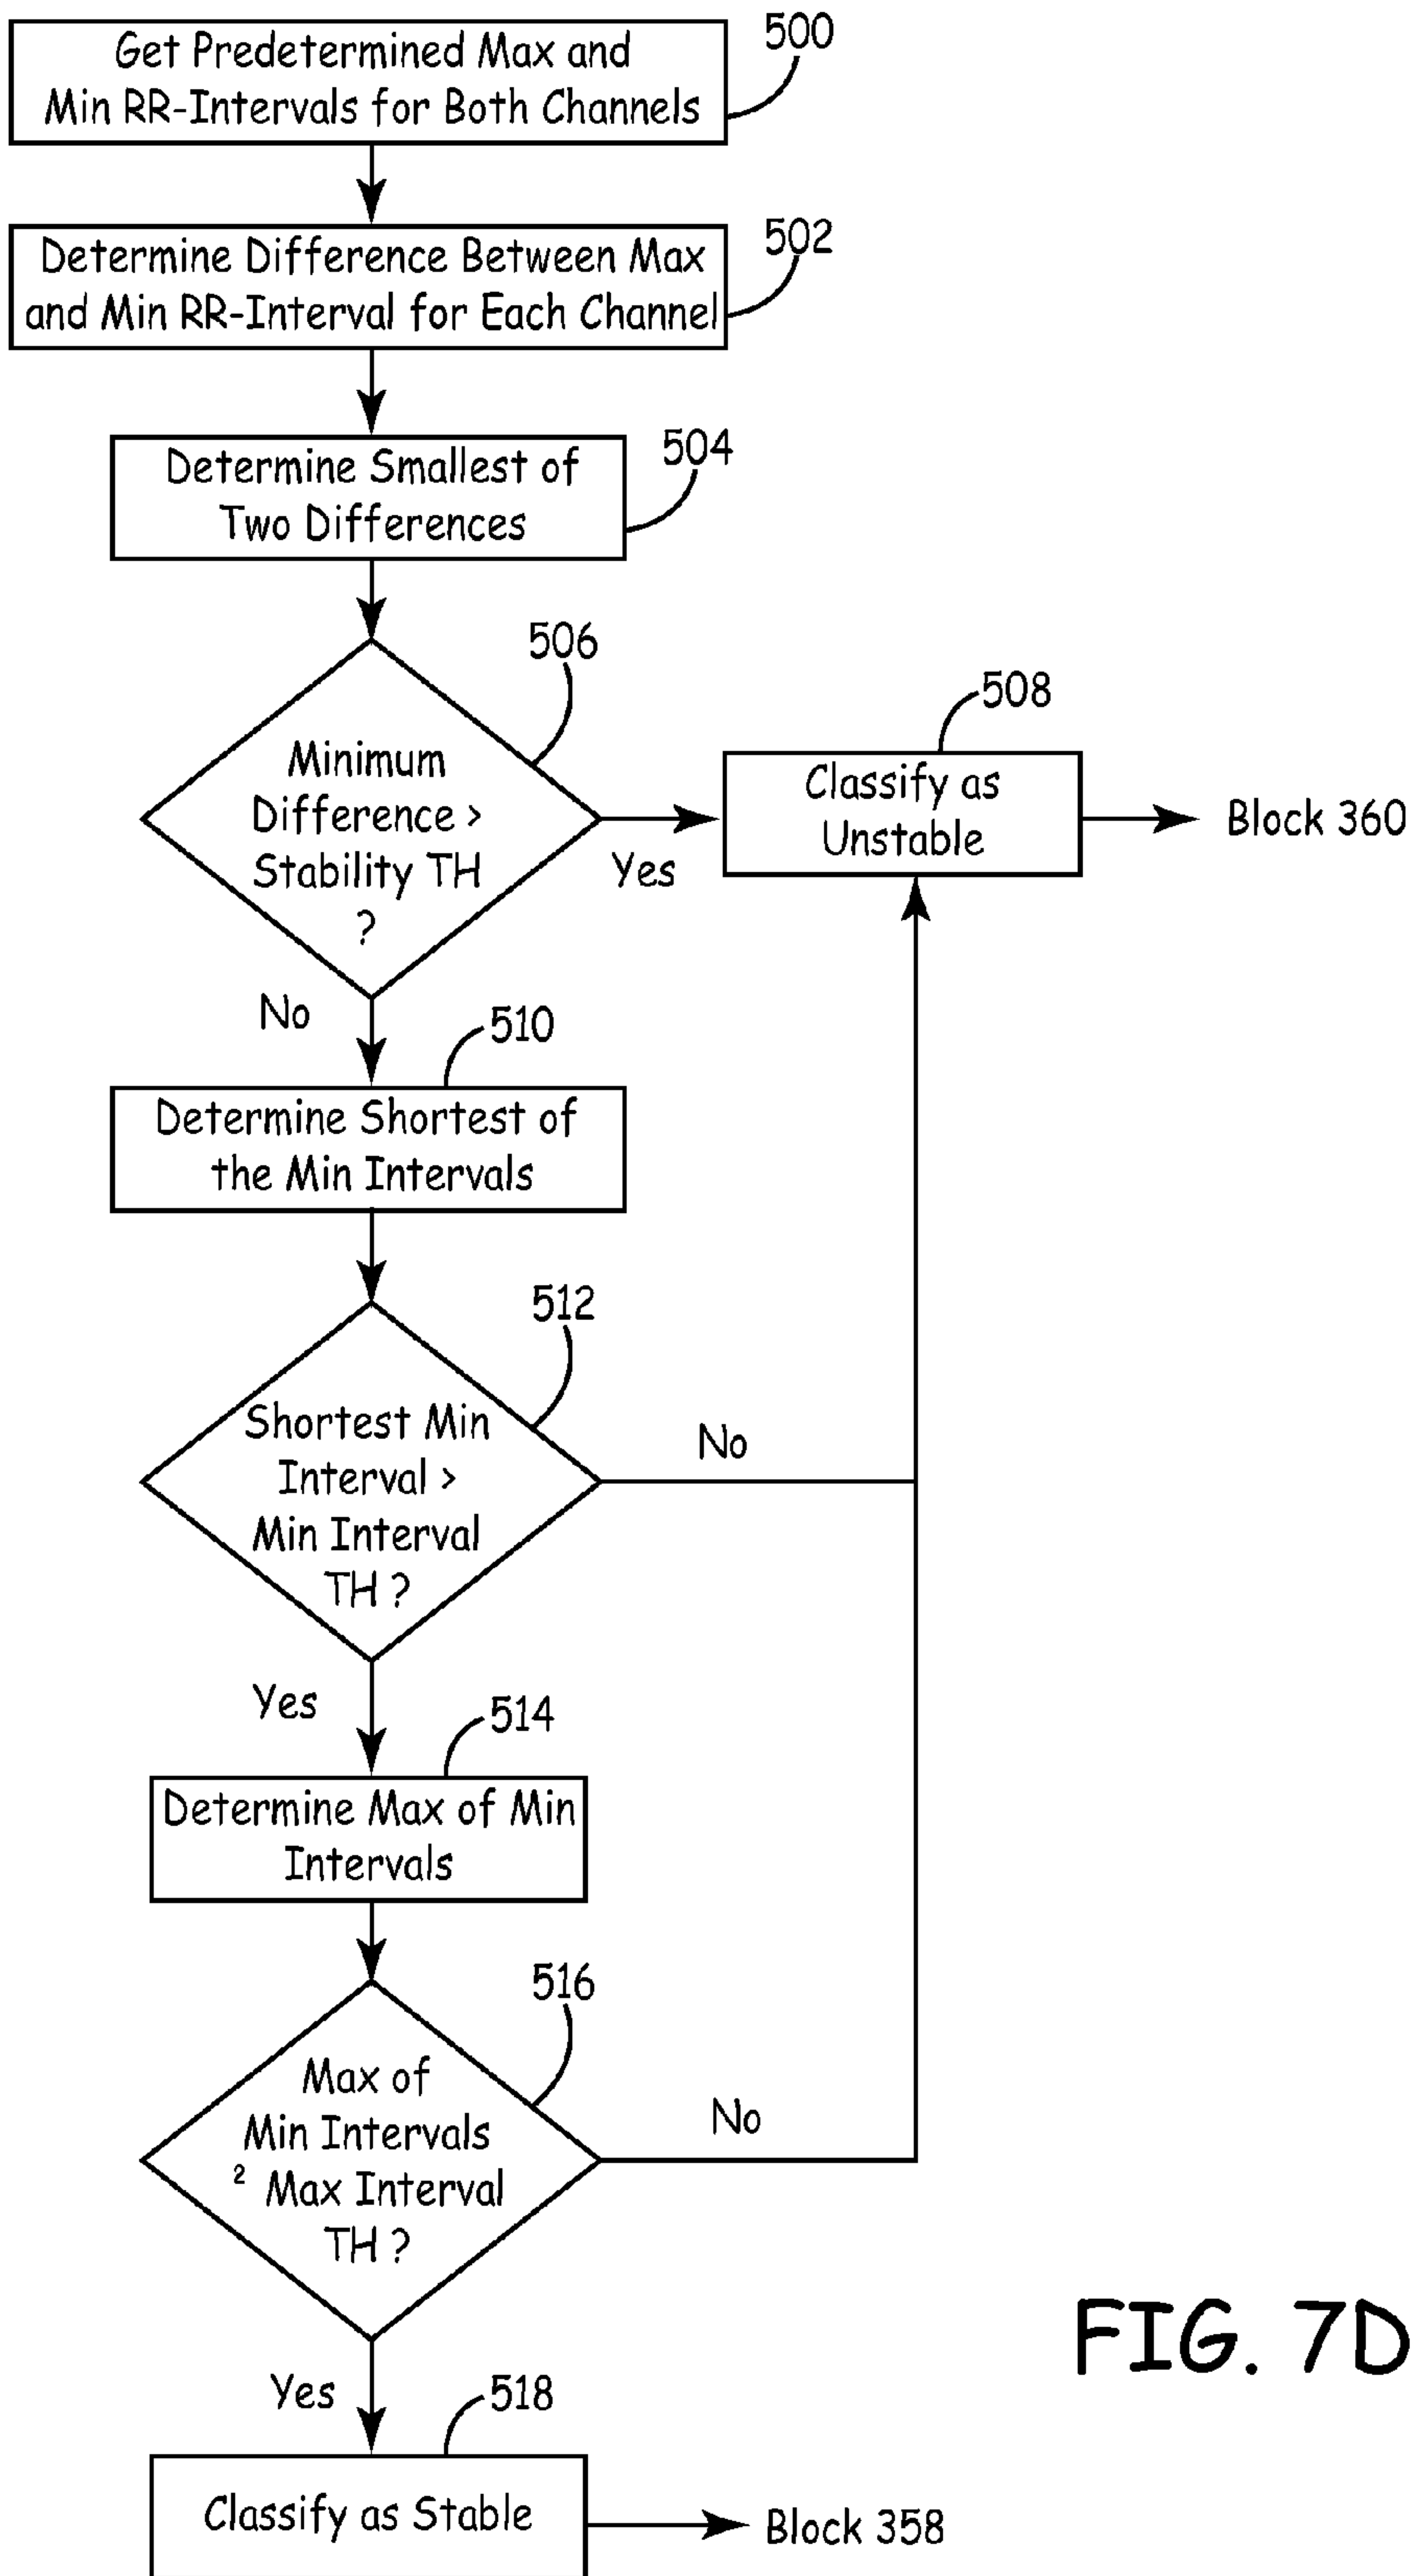 Get Predetermined Max and
Min RR-Intervals for Both Channels
500
Determine Difference Between Max
and Min RR-Interval for Each Channel
502
Determine Smallest of
Two Differences
504
506
Minimum
Difference >
Stability TH
?
Yes
No
508
Classify as
Unstable
Block 360
510
Determine Shortest of
the Min Intervals
512
Shortest Min
Interval >
Min Interval
TH ?
No
Yes
514
Determine Max of Min
Intervals
516
Max of
Min Intervals
² Max Interval
TH ?
No
Yes
518
Classify as Stable
Block 358
FIG. 7D